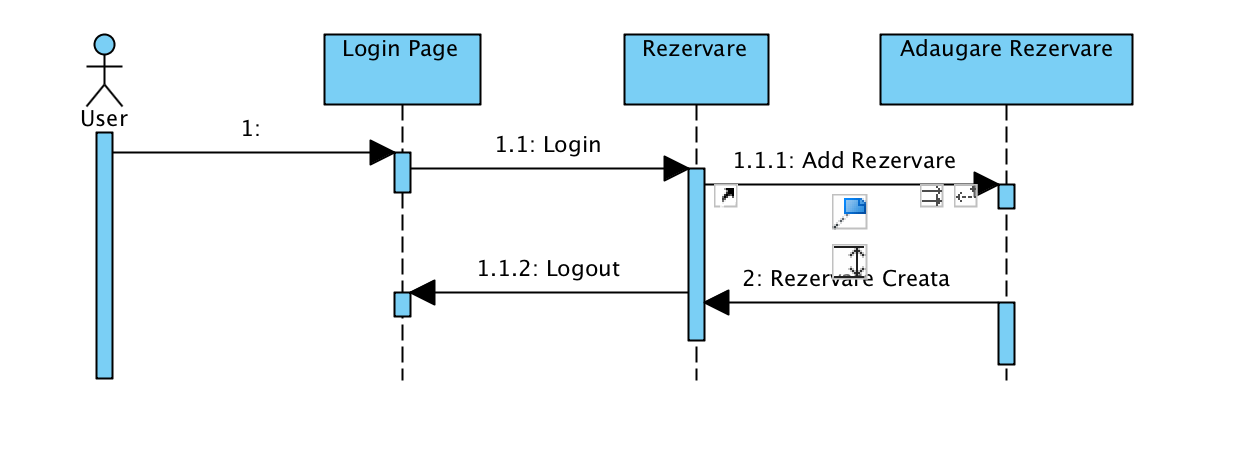 Login Page
Rezervare
Adaugare Rezervare
User
1:
1.1: Login
1.1.1: Add Rezervare
1.1.2: Logout
2: Rezervare Creata